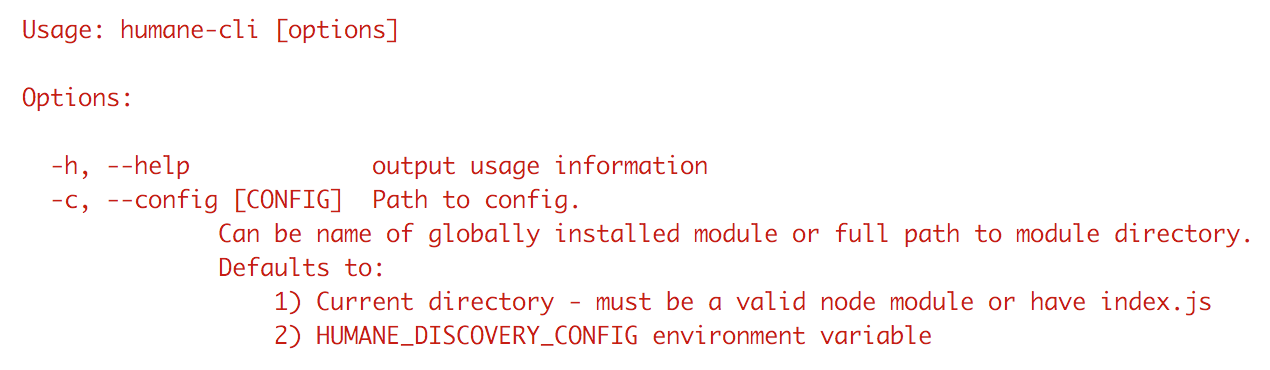 Usage: humane-cli [options]
Options:
-h, --help output usage information
-c, --config [CONFIG] Path to config.
Can be name of globally installed module or full path to module directory.
Defaults to:
1) Current directory - must be a valid node module or have index.js
2) HUMANE_DISCOVERY_CONFIG environment variable